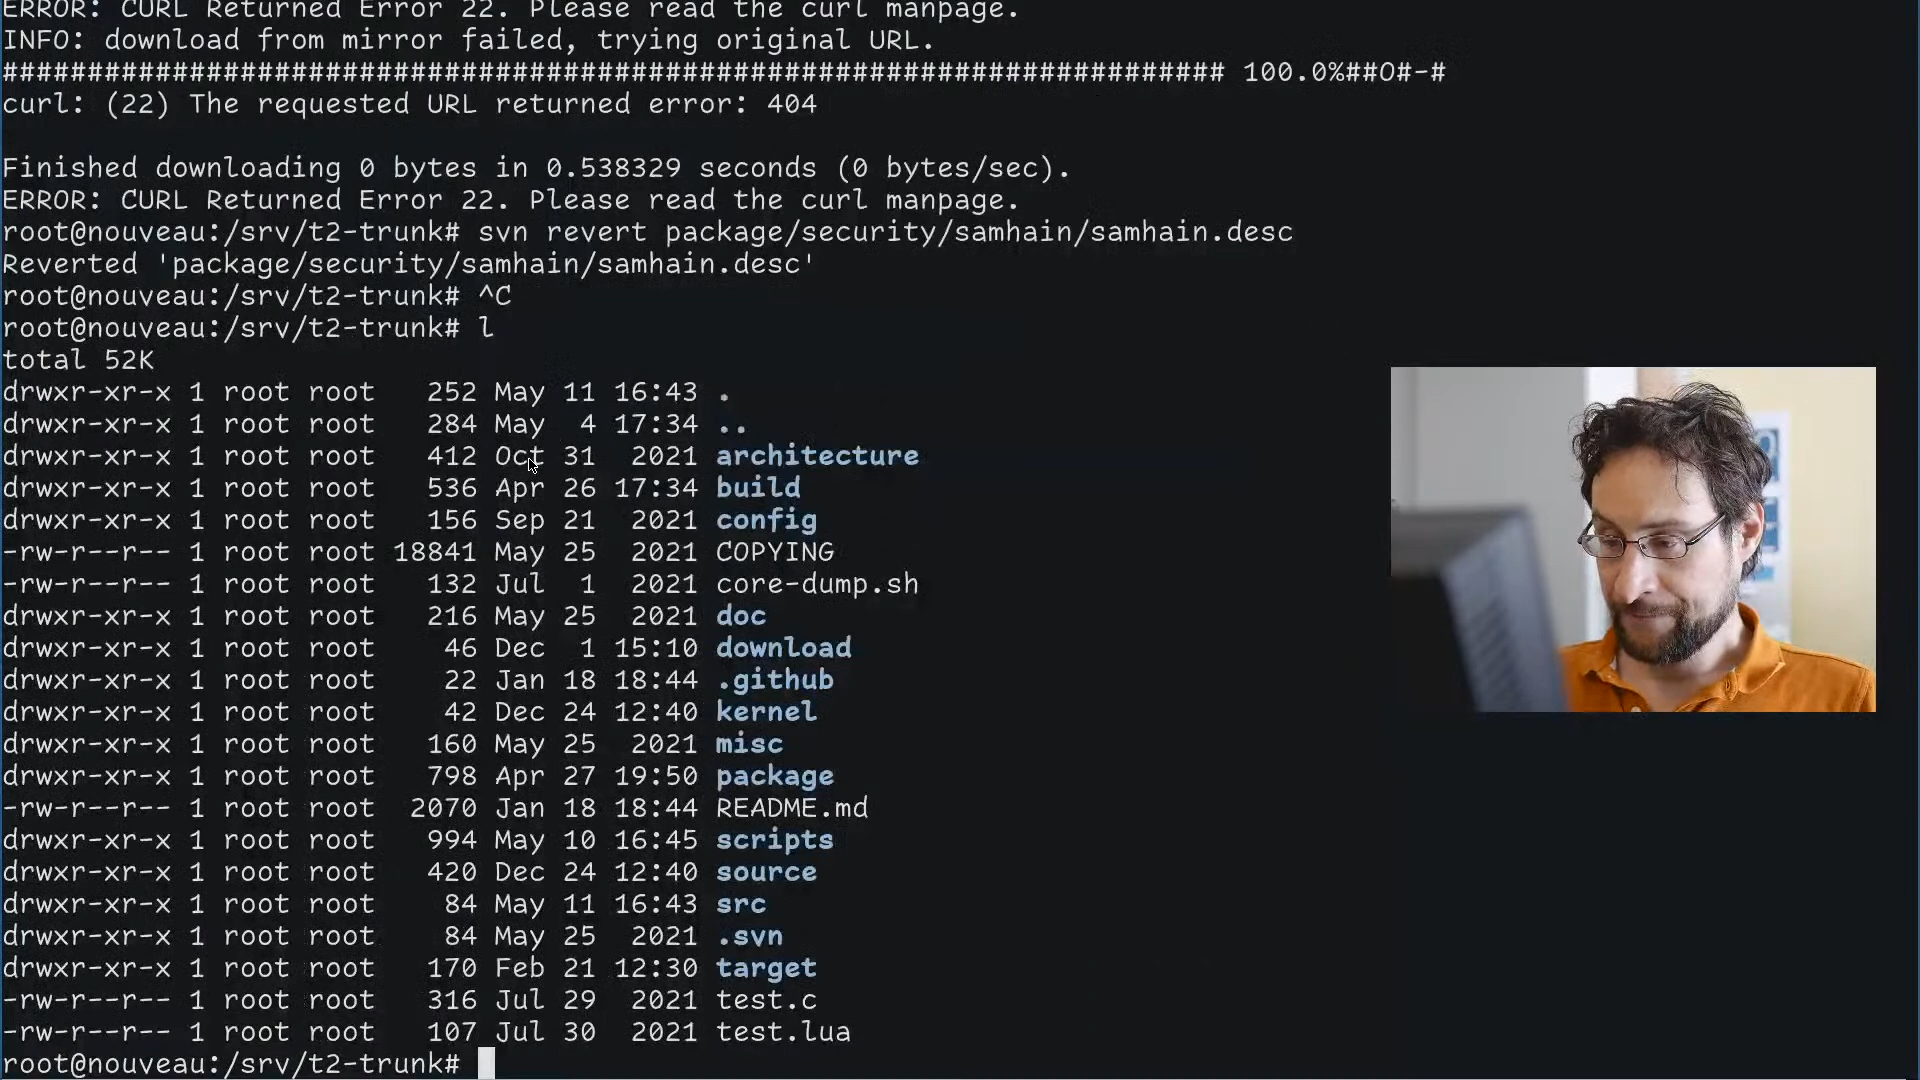 ERROR: CURL Returned Error 22. Please read the curl manpage.
INFO: download from mirror failed, trying original URL.
######################################################################## 100.0%##O#-#
curl: (22) The requested URL returned error: 404
Finished downloading 0 bytes in 0.538329 seconds (0 bytes/sec).
ERROR: CURL Returned Error 22. Please read the curl manpage.
root@nouveau:/srv/t2-trunk# svn revert package/security/samhain/samhain.desc
Reverted 'package/security/samhain/samhain.desc'
root@nouveau:/srv/t2-trunk# ^C
root@nouveau:/srv/t2-trunk# l
total 52K
drwxr-xr-x 1 root root   252 May 11 16:43 .
drwxr-xr-x 1 root root   284 May  4 17:34 ..
drwxr-xr-x 1 root root   412 Oct 31  2021 architecture
drwxr-xr-x 1 root root   536 Apr 26 17:34 build
drwxr-xr-x 1 root root   156 Sep 21  2021 config
-rw-r--r-- 1 root root 18841 May 25  2021 COPYING
-rw-r--r-- 1 root root   132 Jul  1  2021 core-dump.sh
drwxr-xr-x 1 root root   216 May 25  2021 doc
drwxr-xr-x 1 root root    46 Dec  1 15:10 download
drwxr-xr-x 1 root root    22 Jan 18 18:44 .github
drwxr-xr-x 1 root root    42 Dec 24 12:40 kernel
drwxr-xr-x 1 root root   160 May 25  2021 misc
drwxr-xr-x 1 root root   798 Apr 27 19:50 package
-rw-r--r-- 1 root root  2070 Jan 18 18:44 README.md
drwxr-xr-x 1 root root   994 May 10 16:45 scripts
drwxr-xr-x 1 root root   420 Dec 24 12:40 source
drwxr-xr-x 1 root root    84 May 11 16:43 src
drwxr-xr-x 1 root root    84 May 25  2021 .svn
drwxr-xr-x 1 root root   170 Feb 21 12:30 target
-rw-r--r-- 1 root root   316 Jul 29  2021 test.c
-rw-r--r-- 1 root root   107 Jul 30  2021 test.lua
root@nouveau:/srv/t2-trunk#